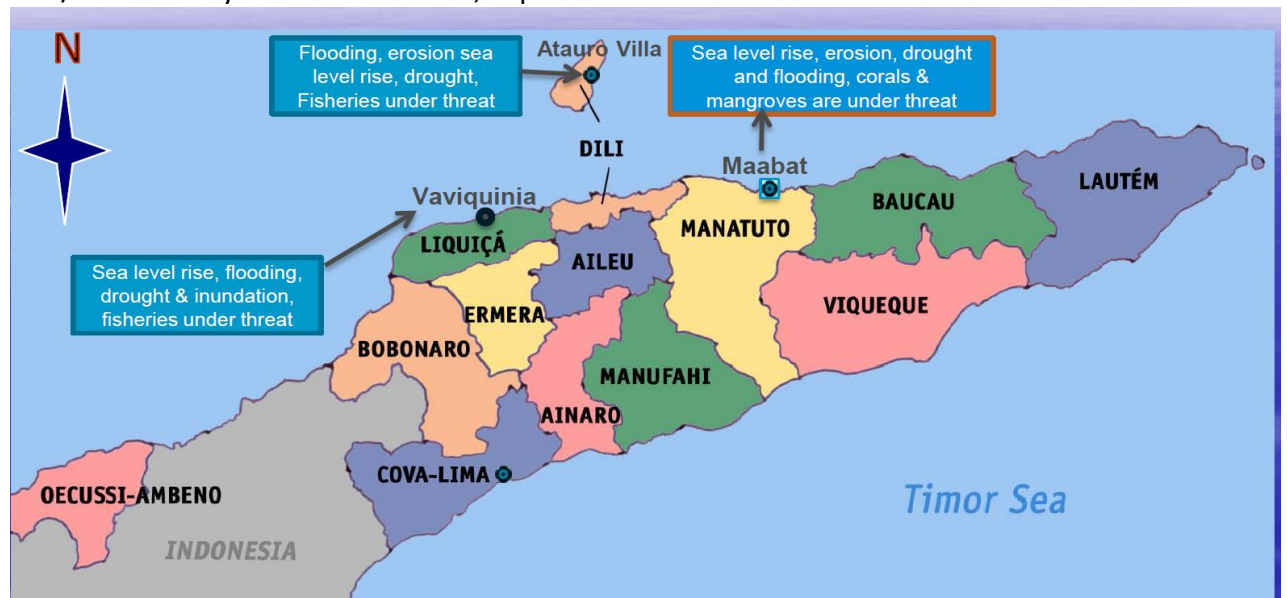 N
Flooding, erosion sea
level rise, drought,
Fisheries under threat
Atauro Villa
Sea level rise, erosion, drought
and flooding, corals &
mangroves are under threat
DILI
Maabat
Vaviquinia
LAUTÉM
BAUCAU
MANATUTO
LIQUIÇÁ
AILEU
Sea level rise, flooding,
drought & inundation,
fisheries under threat
VIQUEQUE
ERMERA
BOBONARO
MANUFAHI
AINARO
COVA-LIMA
OECUSSI-AMBENO
Timor Sea
INDONESIA